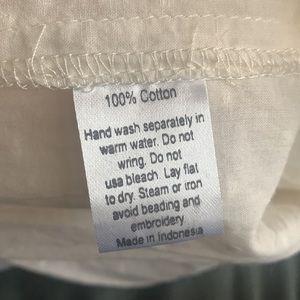 100% Cotton
Hand wash separately in
warm water. Do not
wring. Do not
usa bleach. Lay flat
to dry. Steam or iron
avoid beading and
embroidery
Made in Indonesia